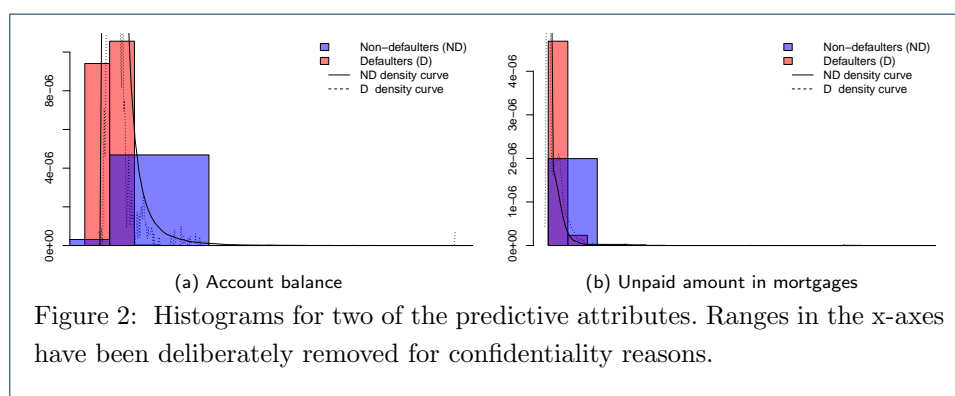 0e+00 4e-06 8e-06
Non-defaulters (ND)
Defaulters (D)
ND density curve
D density curve
(a) Account balance
0e+00 1e-06 2e-06 3e-06 4e-06
Non-defaulters (ND)
Defaulters (D)
ND density curve
D density curve
(b) Unpaid amount in mortgages
Figure 2: Histograms for two of the predictive attributes. Ranges in the x-axes
have been deliberately removed for confidentiality reasons.